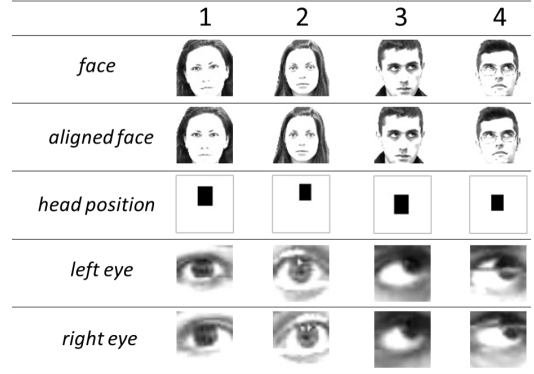 1 2 3 4
face
aligned face
head position
left eye
right eye